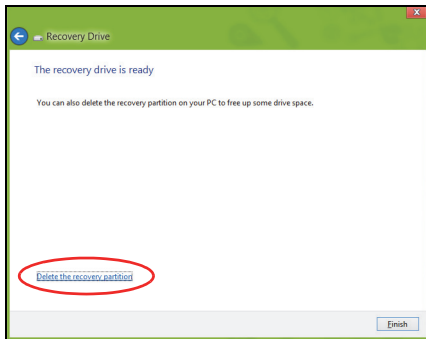 Recovery Drive
The recovery drive is ready
You can also delete the recovery partition on your PC to free up some drive space.
Delete the recovery partition
Finish